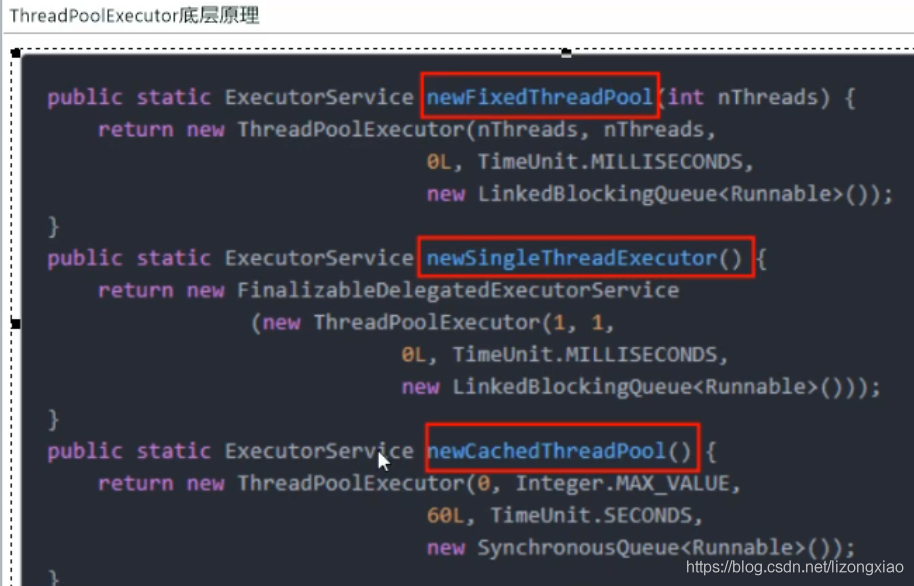 ThreadPoolExecutor底层原理
public static ExecutorService newFixedThreadPool(int nThreads) {
return new ThreadPoolExecutor(nThreads, nThreads,
0L, TimeUnit.MILLISECONDS,
new LinkedBlockingQueue<Runnable>());
}
public static ExecutorService newSingleThreadExecutor() {
return new FinalizableDelegatedExecutorService
(new ThreadPoolExecutor(1, 1,
0L, TimeUnit.MILLISECONDS,
new LinkedBlockingQueue<Runnable>()));
}
public static ExecutorService newCachedThreadPool() {
return new ThreadPoolExecutor(0, Integer.MAX_VALUE,
60L, TimeUnit.SECONDS,
new SynchronousQueue<Runnable>());
}
https://blog.csdn.net/lizongxiao